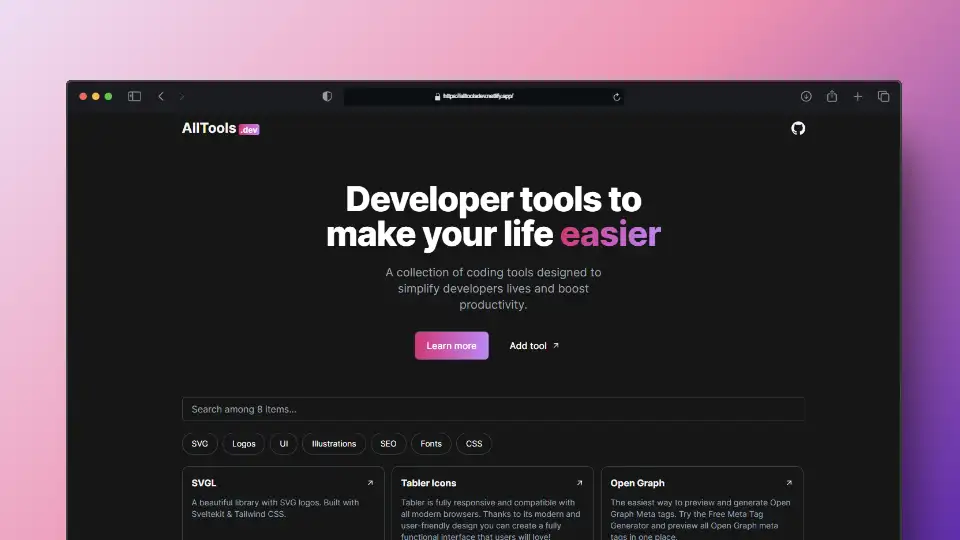 https://alltoolsdev.netlify.app/
AllTools .dev
Developer tools to
make your life easier
A collection of coding tools designed to
simplify developers lives and boost
productivity.
Learn more
Add tool
Search among 8 items...
SVG
Logos
UI
Illustrations
SEO
Fonts
CSS
SVGL
A beautiful library with SVG logos. Built with
Sveltekit & Tailwind CSS.
Tabler Icons
Tabler is fully responsive and compatible with
all modern browsers. Thanks to its modern and
user-friendly design you can create a fully
functional interface that users will love!
Open Graph
The easiest way to preview and generate Open
Graph Meta tags. Try the Free Meta Tag
Generator and preview all Open Graph meta
tags in one place.